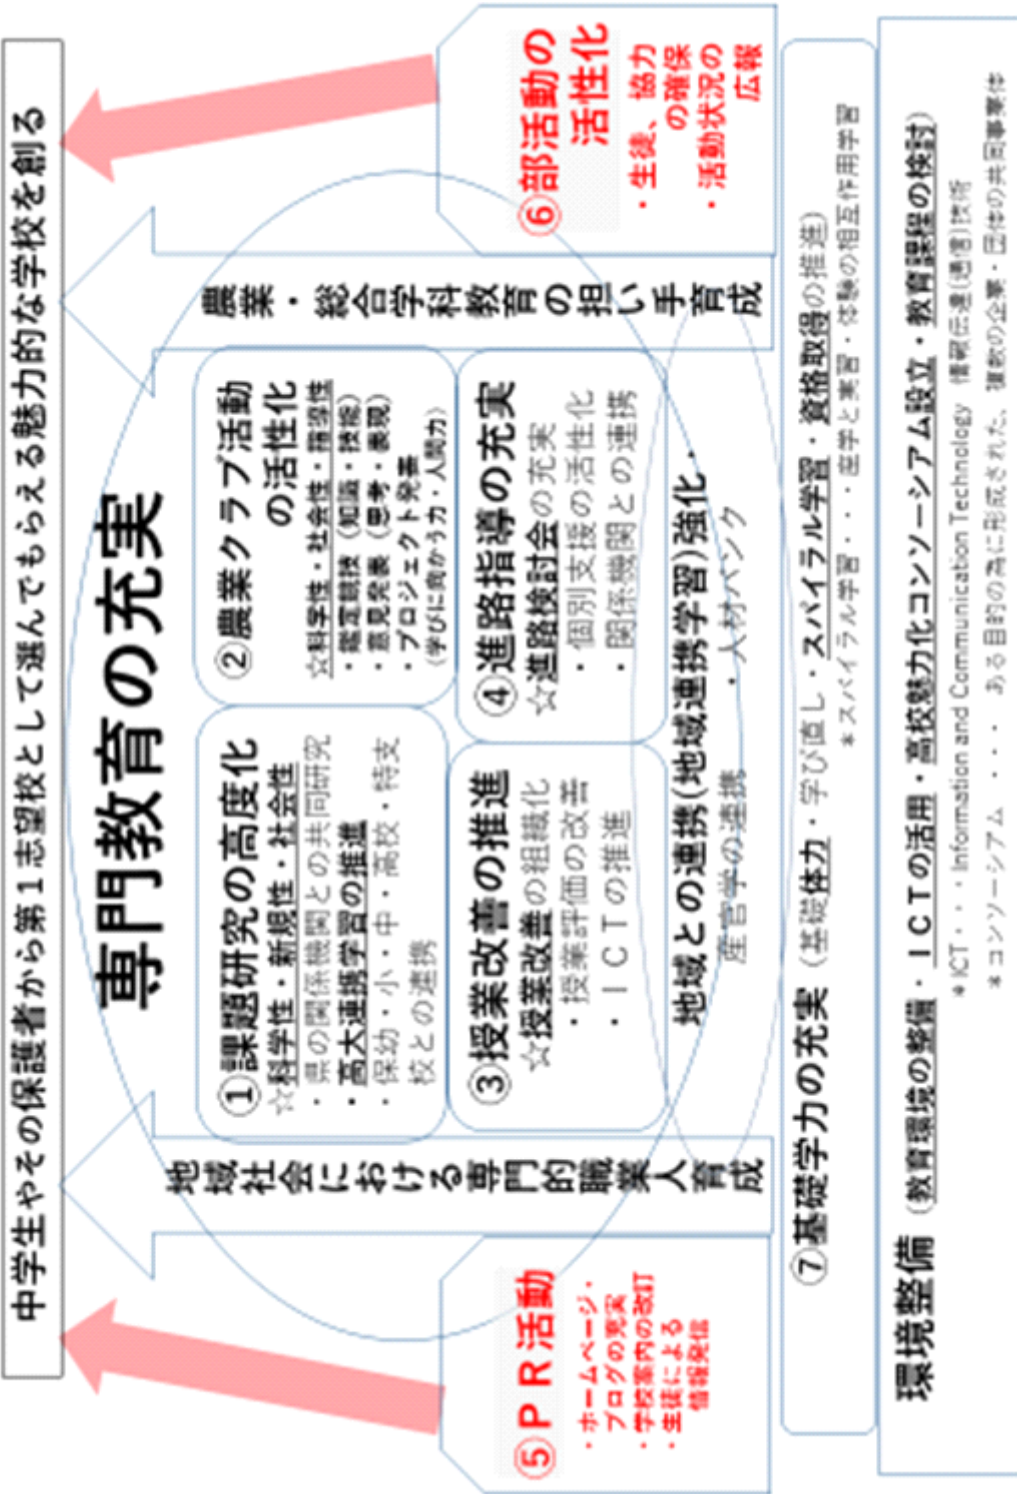 中学生やその保護者から第１志望校として選んでもらえる魅力的な学校を創る
専門教育の充実
地域社会における専門的職業人育成
農業・総合学科教育の担い手育成
①課題研究の高度化
☆科学性・新規性・社会性
・県の関係機関との共同研究
・高大連携学習の推進
・保幼・小・中・高校・特支
校との連携
②農業クラブ活動
の活性化
☆科学性・社会性・指導性
・鑑定競技（知識・技能）
・意見発表（思考・表現）
・プロジェクト発表
（学びに向かう力・人間力）
③授業改善の推進
☆授業改善の組織化
・授業評価の改善
・ＩＣＴの推進
④進路指導の充実
☆進路検討会の充実
・個別支援の活性化
・関係機関との連携
地域との連携(地域連携学習)強化・
産官学の連携　・人材バンク
⑤ＰＲ活動
・ホームページ・
ブログの充実
・学校案内の改訂
・生徒による
情報発信
⑥部活動の
活性化
・生徒、協力
の確保
・活動状況の
広報
⑦基礎学力の充実（基礎体力・学び直し・スパイラル学習・資格取得の推進）
＊スパイラル学習・・・座学と実習・体験の相互作用学習
環境整備（教育環境の整備・ＩＣＴの活用・高校魅力化コンソーシアム設立・教育課程の検討）
＊ICT・・・Information and Communication Technology　情報伝達(通信)技術
＊コンソーシアム・・・　ある目的の為に形成された、複数の企業・団体の共同事業体